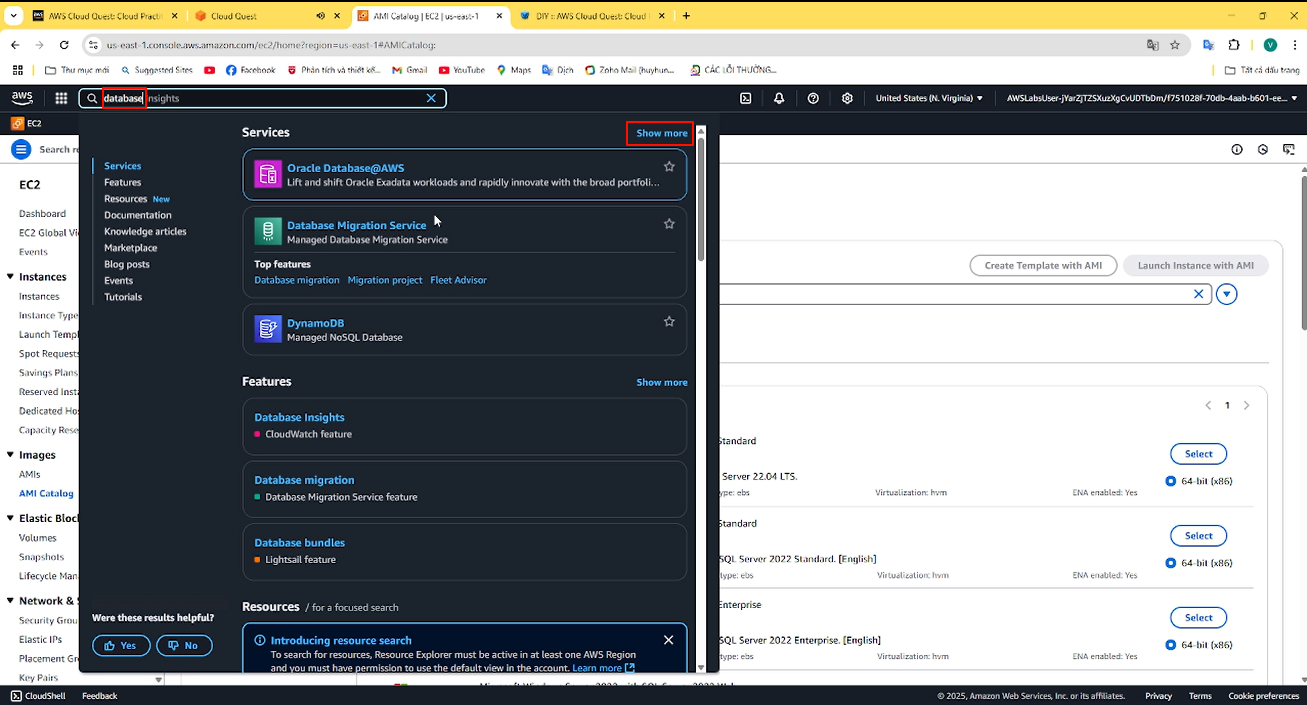 AWS Cloud Quest: Cloud Practi
Cloud Quest
AMI Catalog | EC2 | us-east-1
DIY :: AWS Cloud Quest: Cloud
us-east-1.console.aws.amazon.com/ec2/home?region=us-east-1#AMICatalog:
Thư mục mới
Suggested Sites
Facebook
Phân tích và thiết kế...
Gmail
YouTube
Maps
Dịch
Zoho Mail (huyhun...
CÁC LỖI THƯỜNG...
Tất cả dấu trang
aws
database insights
United States (N. Virginia)
EC2
Search re
EC2
Dashboard
EC2 Global Vi
Events
Instances
Instances
Instance Type
Launch Templ
Spot Requests
Savings Plans
Reserved Insta
Dedicated Hos
Capacity Rese
Images
AMIs
AMI Catalog
Elastic Block
Volumes
Snapshots
Lifecycle Mana
Network & S
Security Grou
Elastic IPs
Placement Gr
Key Pairs
Services
Features
Resources New
Documentation
Knowledge articles
Marketplace
Blog posts
Events
Tutorials
Were these results helpful?
Yes
No
Services
Show more
Oracle Database@AWS
Lift and shift Oracle Exadata workloads and rapidly innovate with the broad portfoli...
Database Migration Service
Managed Database Migration Service
Top features
Database migration Migration project Fleet Advisor
DynamoDB
Managed NoSQL Database
Features
Show more
Database Insights
CloudWatch feature
Database migration
Database Migration Service feature
Database bundles
Lightsail feature
Resources / for a focused search
Introducing resource search
To search for resources, Resource Explorer must be active in at least one AWS Region
and you must have permission to use the default view in the account. Learn more
Create Template with AMI
Launch Instance with AMI
1
Standard
Server 22.04 LTS.
ype: ebs
Virtualization: hvm
ENA enabled: Yes
Select
64-bit (x86)
Standard
SQL Server 2022 Standard. [English]
type: ebs
Virtualization: hvm
ENA enabled: Yes
Select
64-bit (x86)
Enterprise
SQL Server 2022 Enterprise. [English]
ype: ebs
Virtualization: hvm
ENA enabled: Yes
Select
64-bit (x86)
CloudShell
Feedback
© 2025, Amazon Web Services, Inc. or its affiliates.
Privacy
Terms
Cookie preferences